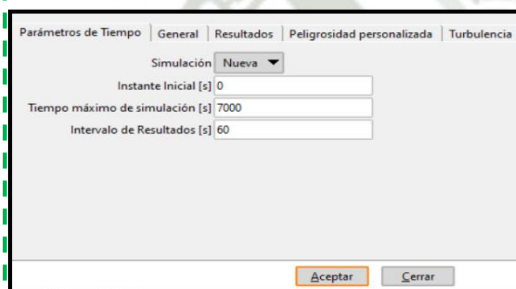 Parámetros de Tiempo General Resultados Peligrosidad personalizada Turbulencia
Simulación Nueva
Instante Inicial [s] 0
Tiempo máximo de simulación [s] 7000
Intervalo de Resultados [s] 60
Aceptar Cerrar